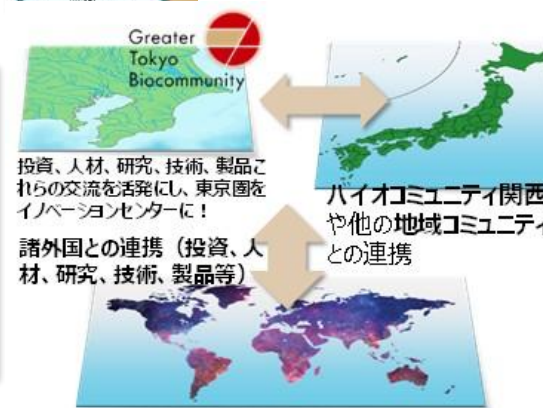 Greater
Tokyo
Biocommunity
投資、人材、研究、技術、製品こ
れらの交流を活発にし、東京圏を
イノベーションセンターに！
バイオコミュニティ関西
や他の地域コミュニティ
との連携
諸外国との連携（投資、人
材、研究、技術、製品等）